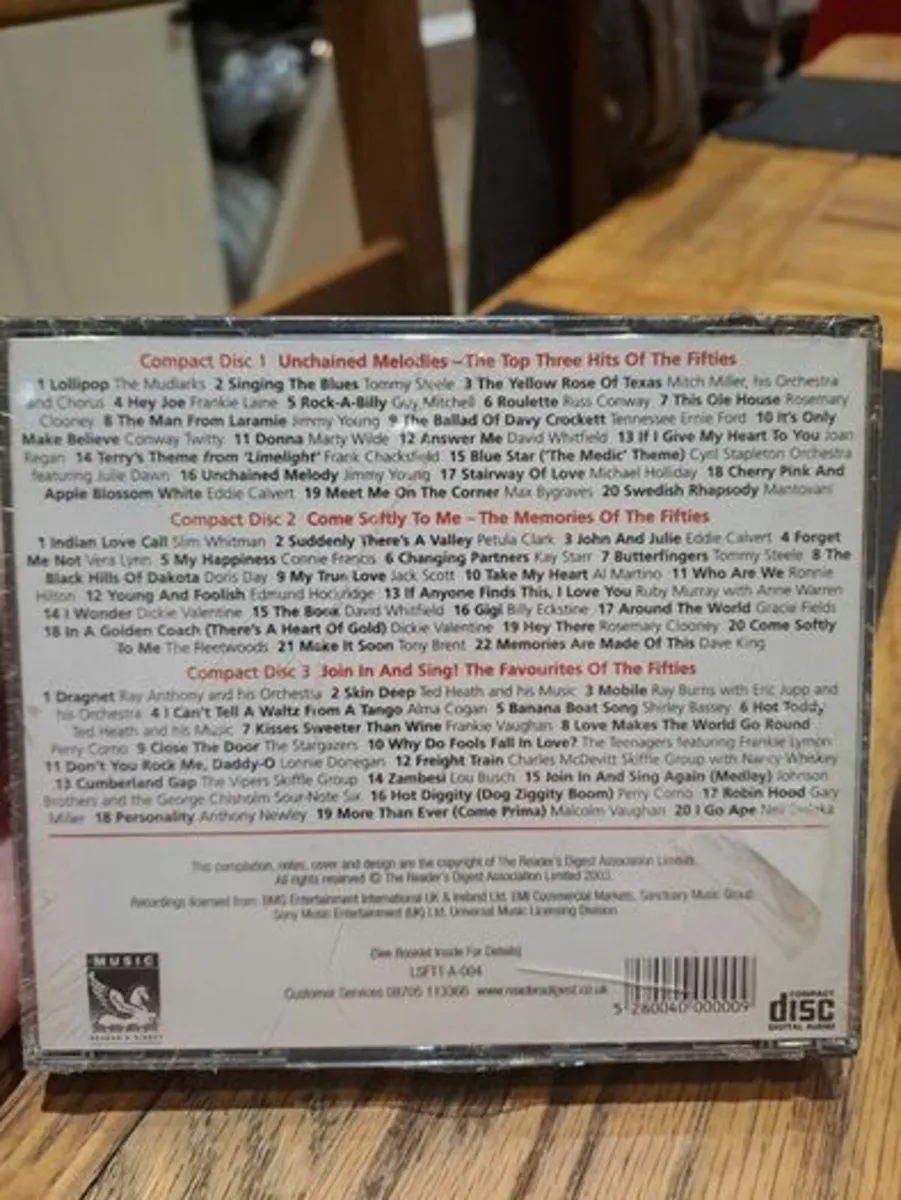 Compact Disc 1 Unchained Melodies – The Top Three Hits Of The Fifties
1 Lollipop The Mudlarks 2 Singing The Blues Tommy Steele 3 The Yellow Rose Of Texas Mitch Miller, his Orchestra
and Chorus 4 Hey Joe Frankie Laine 5 Rock-A-Billy Guy Mitchell 6 Roulette Russ Conway 7 This Ole House Rosemary
Clooney 8 The Man From Laramie Jimmy Young 9 The Ballad Of Davy Crockett Tennessee Ernie Ford 10 It's Only
Make Believe Conway Twitty 11 Donna Marty Wilde 12 Answer Me David Whitfield 13 If I Give My Heart To You Joan
Regan 14 Terry's Theme from 'Limelight' Frank Chacksfield 15 Blue Star ('The Medic' Theme) Cyril Stapleton Orchestra
featuring Julie Dawn 16 Unchained Melody Jimmy Young 17 Stairway Of Love Michael Holliday 18 Cherry Pink And
Apple Blossom White Eddie Calvert 19 Meet Me On The Corner Max Bygraves 20 Swedish Rhapsody Mantovani
Compact Disc 2 Come Softly To Me – The Memories Of The Fifties
1 Indian Love Call Slim Whitman 2 Suddenly There's A Valley Petula Clark 3 John And Julie Eddie Calvert 4 Forget
Me Not Vera Lynn 5 My Happiness Connie Francis 6 Changing Partners Kay Starr 7 Butterfingers Tommy Steele 8 The
Black Hills Of Dakota Doris Day 9 My True Love Jack Scott 10 Take My Heart Al Martino 11 Who Are We Ronnie
Hilton 12 Young And Foolish Edmund Hockridge 13 If Anyone Finds This, I Love You Ruby Murray with Anne Warren
14 I Wonder Dickie Valentine 15 The Book David Whitfield 16 Gigi Billy Eckstine 17 Around The World Gracie Fields
18 In A Golden Coach (There's A Heart Of Gold) Dickie Valentine 19 Hey There Rosemary Clooney 20 Come Softly
To Me The Fleetwoods 21 Make It Soon Tony Brent 22 Memories Are Made Of This Dave King
Compact Disc 3 Join In And Sing! The Favourites Of The Fifties
1 Dragnet Ray Anthony and his Orchestra 2 Skin Deep Ted Heath and his Music 3 Mobile Ray Burns with Eric Jupp and
his Orchestra 4 I Can't Tell A Waltz From A Tango Alma Cogan 5 Banana Boat Song Shirley Bassey 6 Hot Toddy,
Ted Heath and his Music 7 Kisses Sweeter Than Wine Frankie Vaughan 8 Love Makes The World Go Round
Perry Como 9 Close The Door The Stargazers 10 Why Do Fools Fall In Love? The Teenagers featuring Frankie Lymon
11 Don't You Rock Me, Daddy-O Lonnie Donegan 12 Freight Train Charles McDevitt Skiffle Group with Nancy Whiskey
13 Cumberland Gap The Vipers Skiffle Group 14 Zambesi Lou Busch 15 Join In And Sing Again (Medley) Johnson
Brothers and the George Chisholm Sour-Note Six 16 Hot Diggity (Dog Ziggity Boom) Perry Como 17 Robin Hood Gary
Miller 18 Personality Anthony Newley 19 More Than Ever (Come Prima) Malcolm Vaughan 20 I Go Ape Neil Sedaka
This compilation, notes, cover and design are the copyright of The Reader's Digest Association Limited.
All rights reserved © The Reader's Digest Association Limited 2003
Recordings licensed from: BMG Entertainment International UK & Ireland Ltd, EMI Commercial Markets, Sanctuary Music Group
Sony Music Entertainment (UK) Ltd, Universal Music Licensing Division
(See Booklet Inside For Details)
LSFT1-A-004
Customer Services 08705 113366 www.readersdigest.co.uk
MUSIC
READER'S DIGEST
5 280040 000009
COMPACT
disc
DIGITAL AUDIO